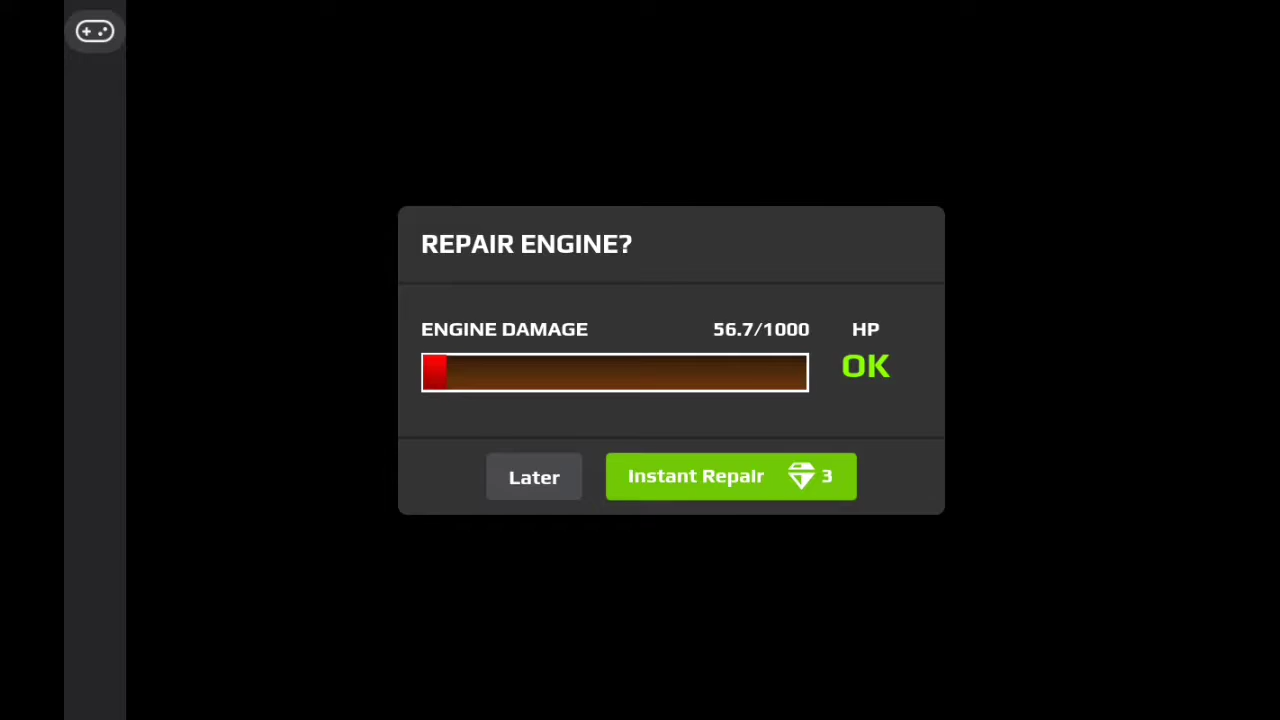 REPAIR ENGINE?
ENGINE DAMAGE 56.7/1000 HP
OK
Later Instant Repair 3